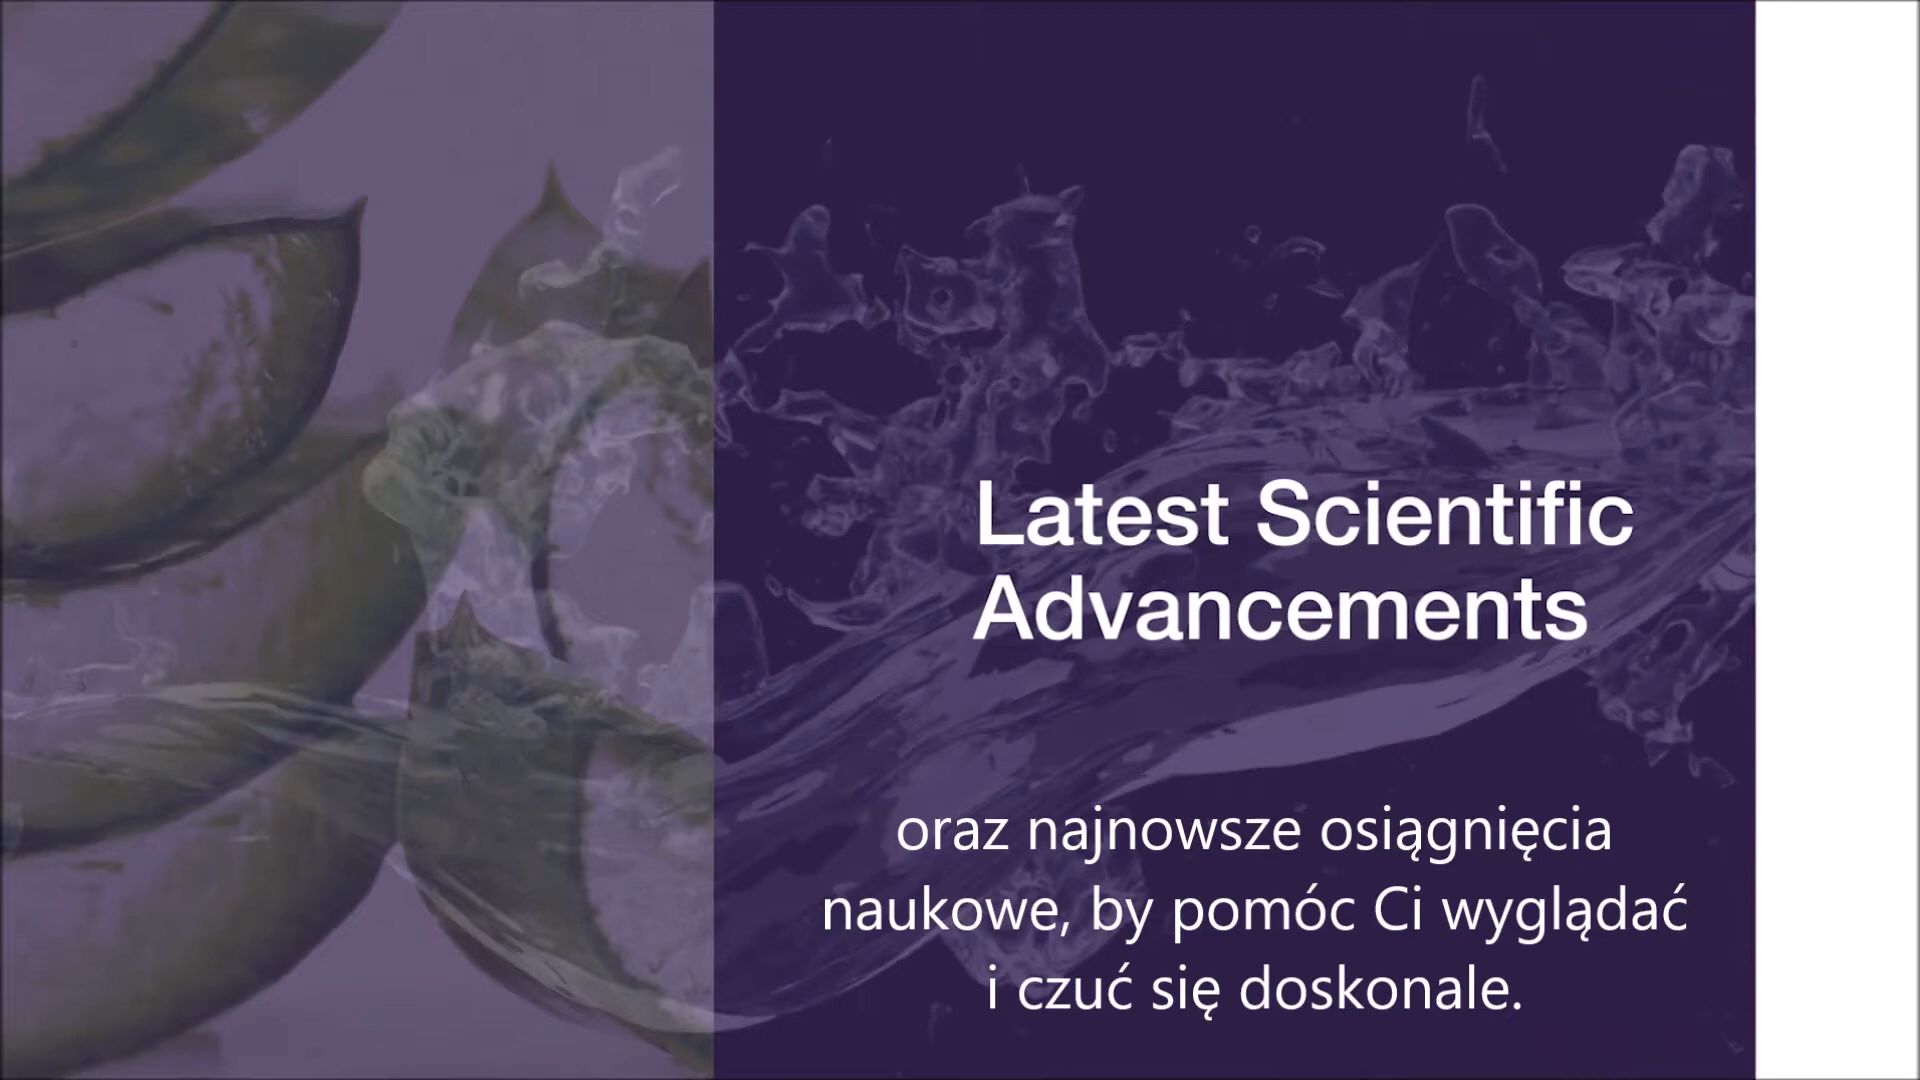 Latest Scientific
Advancements
oraz najnowsze osiągnięcia
naukowe, by pomóc Ci wyglądać
i czuć się doskonale.